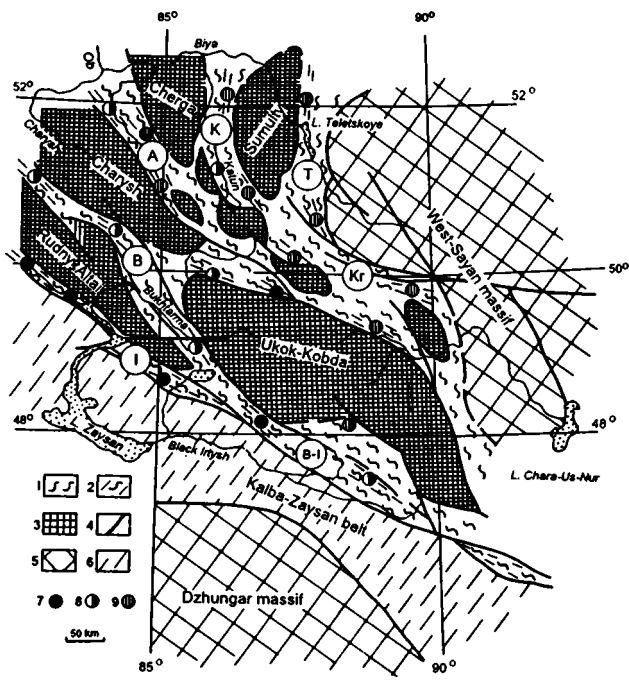 85°
90°
Biya
Ob
52°
52°
Cherga
Sumulty
K
L. Teletskoye
Charysh
A
Katun
T
Charysh
West-Sayan massif
Rudny Altai
B
Kr
50°
Bukhtarma
Ukok-Kobda
I
48°
48°
Zaysan
Black Irtysh
B-I
L. Chara-Us-Nur
Kalba-Zaysan belt
1
2
3
4
5
6
7
8
9
50 km
Dzhungar massif
85°
90°